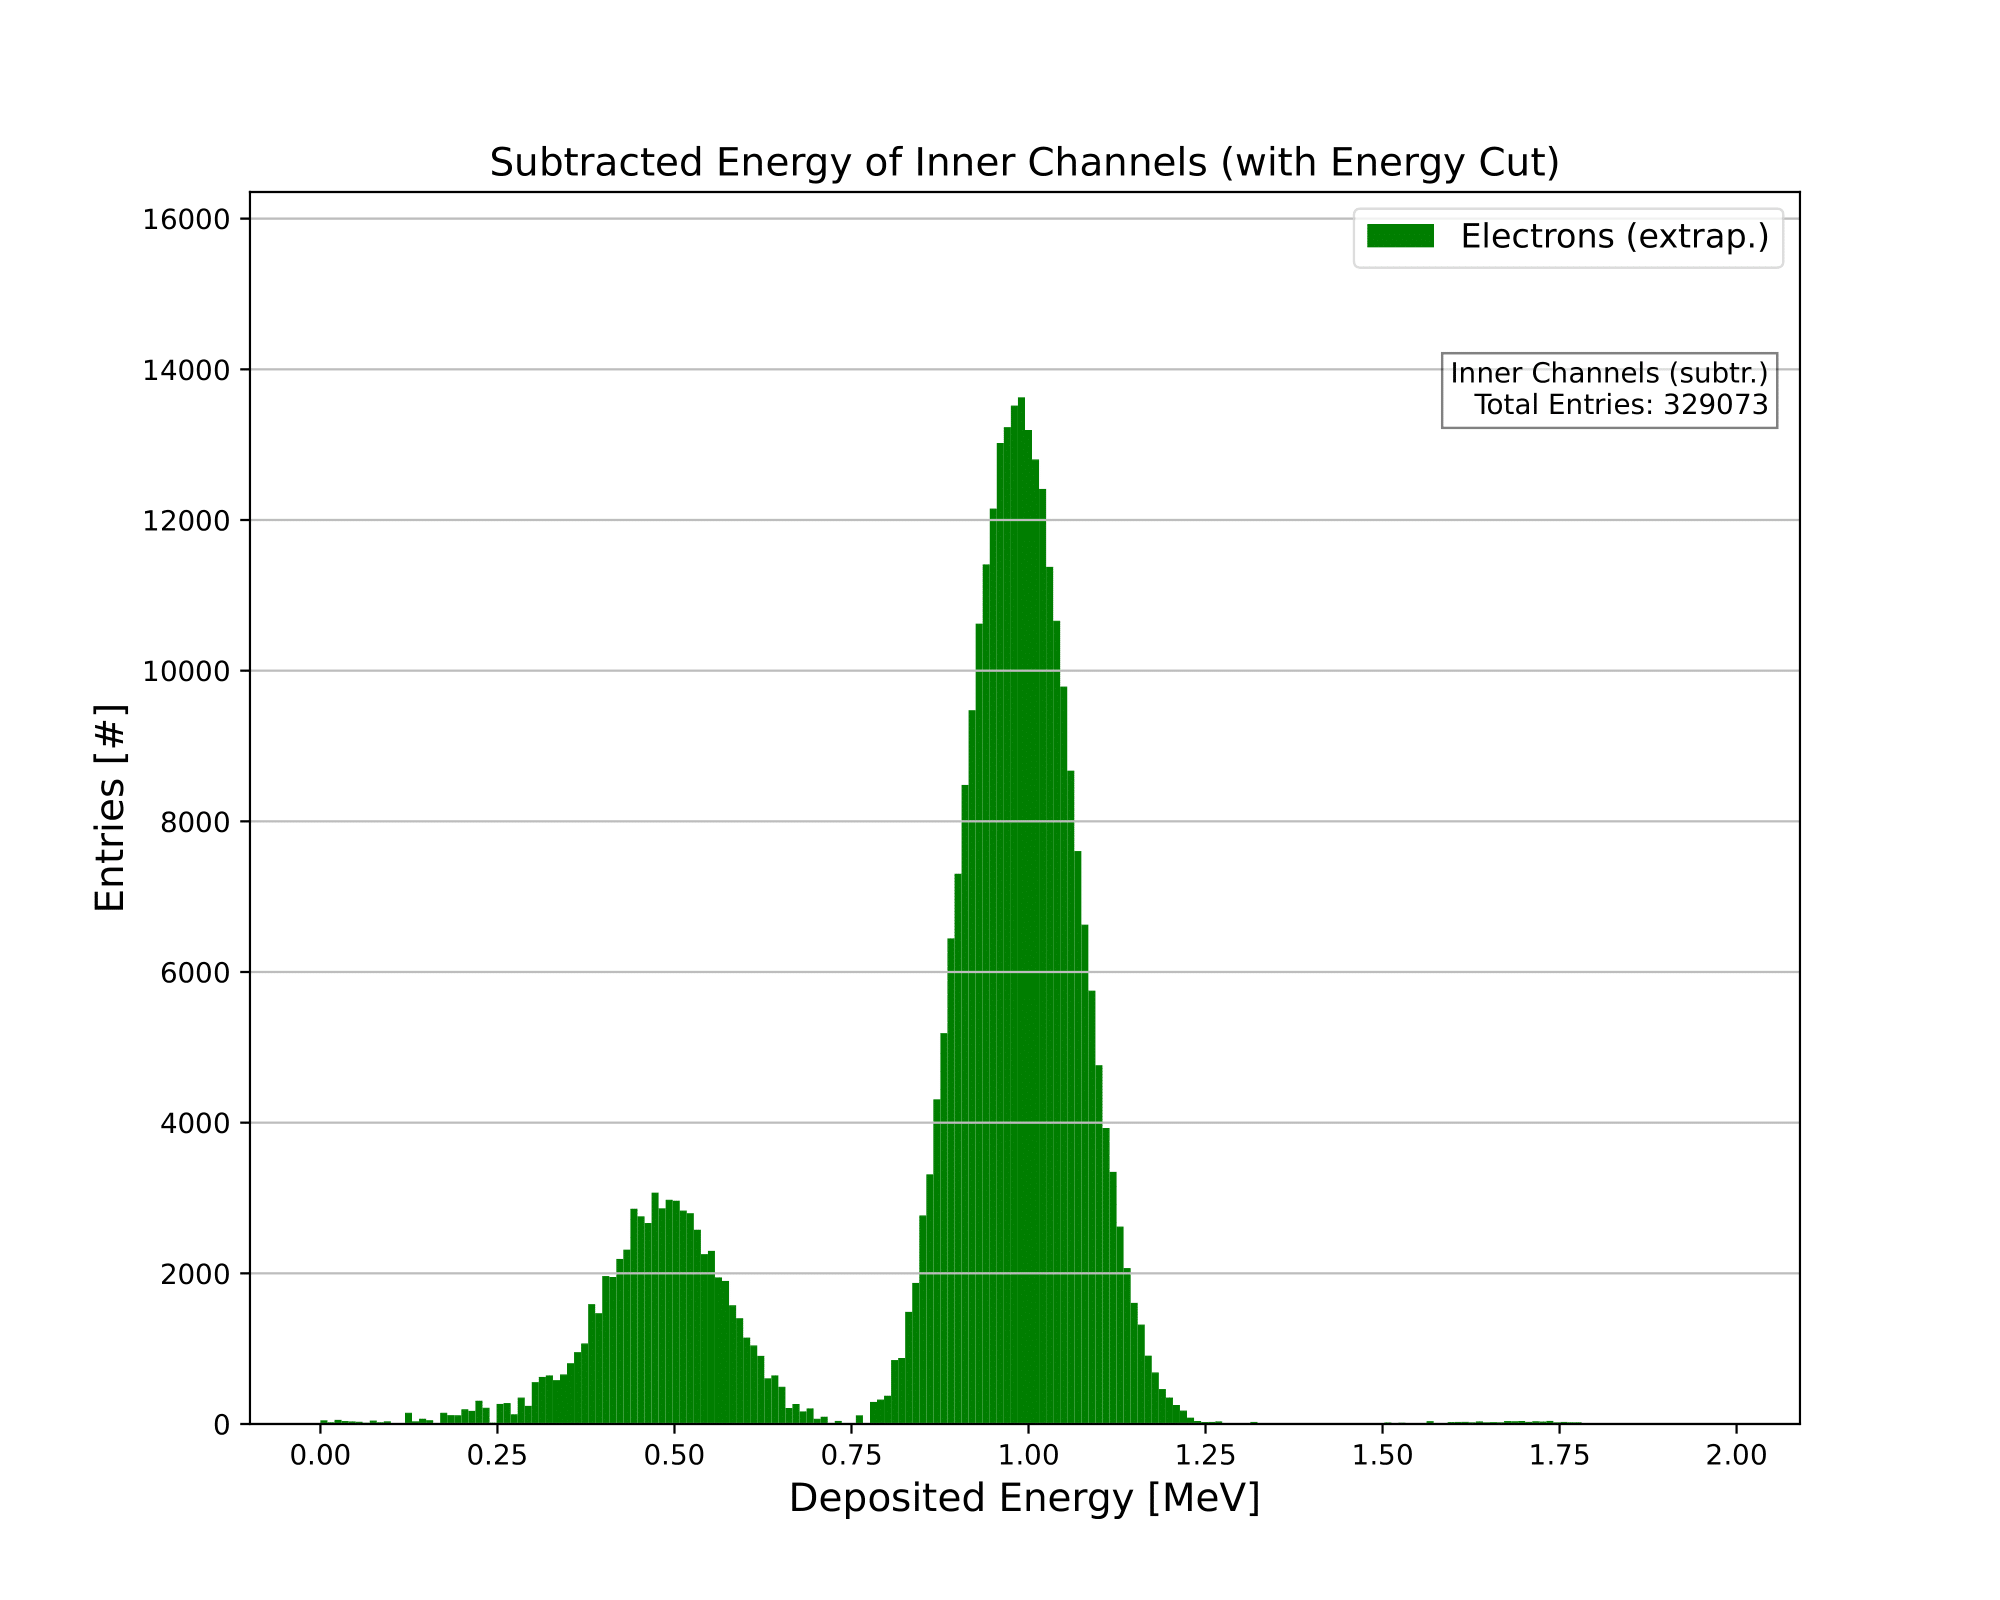 Subtracted Energy of Inner Channels (with Energy Cut)
Electrons (extrap.)
Inner Channels (subtr.)
Total Entries: 329073
Entries [#]
16000
14000
12000
10000
8000
6000
4000
2000
0
0.00 0.25 0.50 0.75 1.00 1.25 1.50 1.75 2.00
Deposited Energy [MeV]